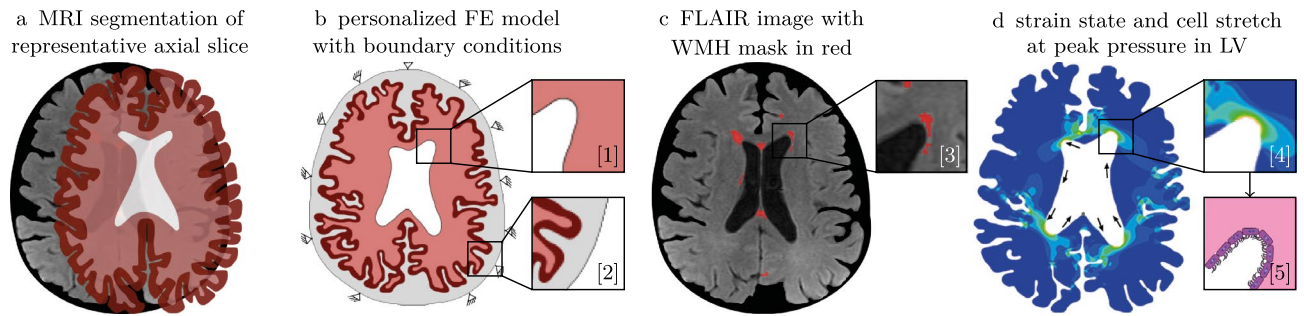 a MRI segmentation of
representative axial slice
b personalized FE model
with boundary conditions
c FLAIR image with
WMH mask in red
d strain state and cell stretch
at peak pressure in LV
[1]
[2]
[3]
[4]
[5]